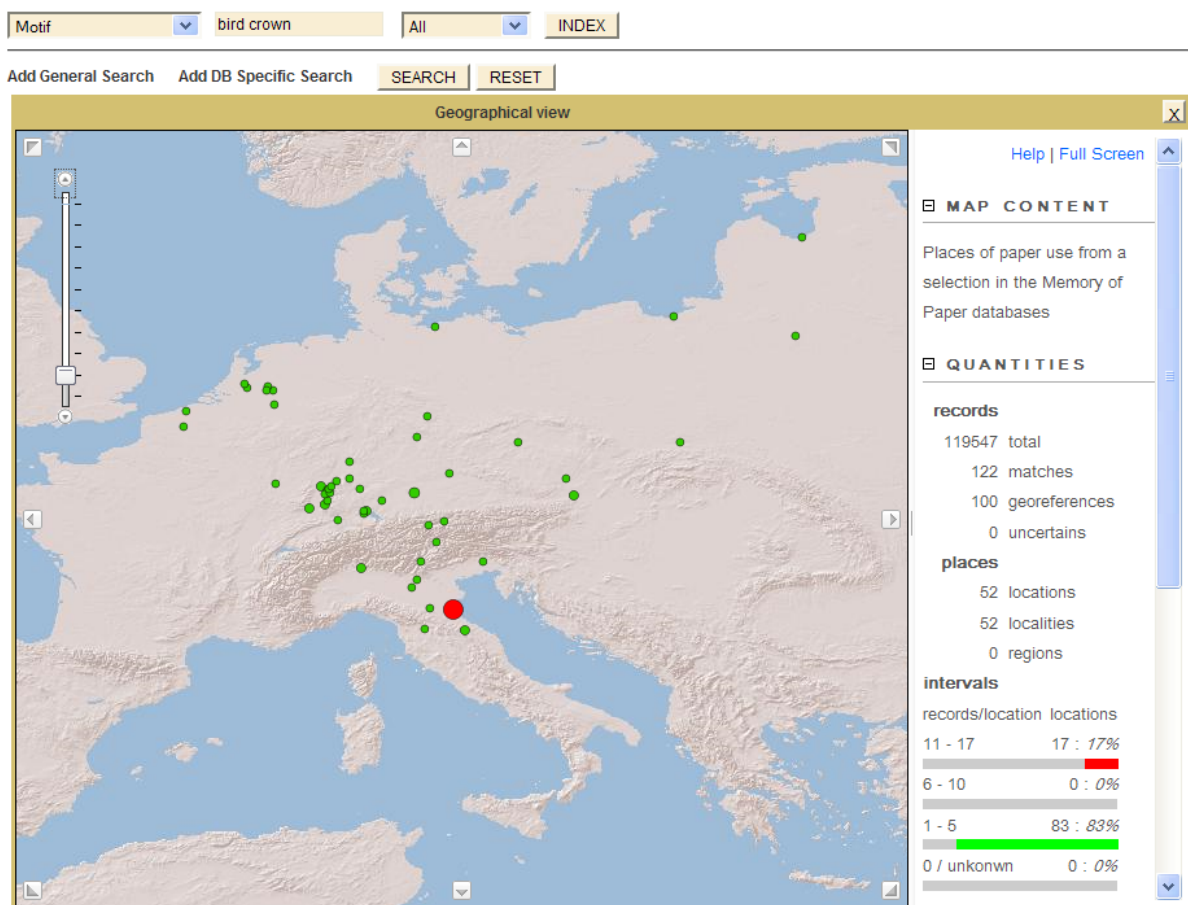 Motif bird crown All INDEX
Add General Search Add DB Specific Search SEARCH RESET
Geographical view X
Help | Full Screen
MAP CONTENT
Places of paper use from a
selection in the Memory of
Paper databases
QUANTITIES
records
119547 total
122 matches
100 georeferences
0 uncertains
places
52 locations
52 localities
0 regions
intervals
records/location locations
11 - 17 17 : 17%
6 - 10 0 : 0%
1 - 5 83 : 83%
0 / unkonwn 0 : 0%